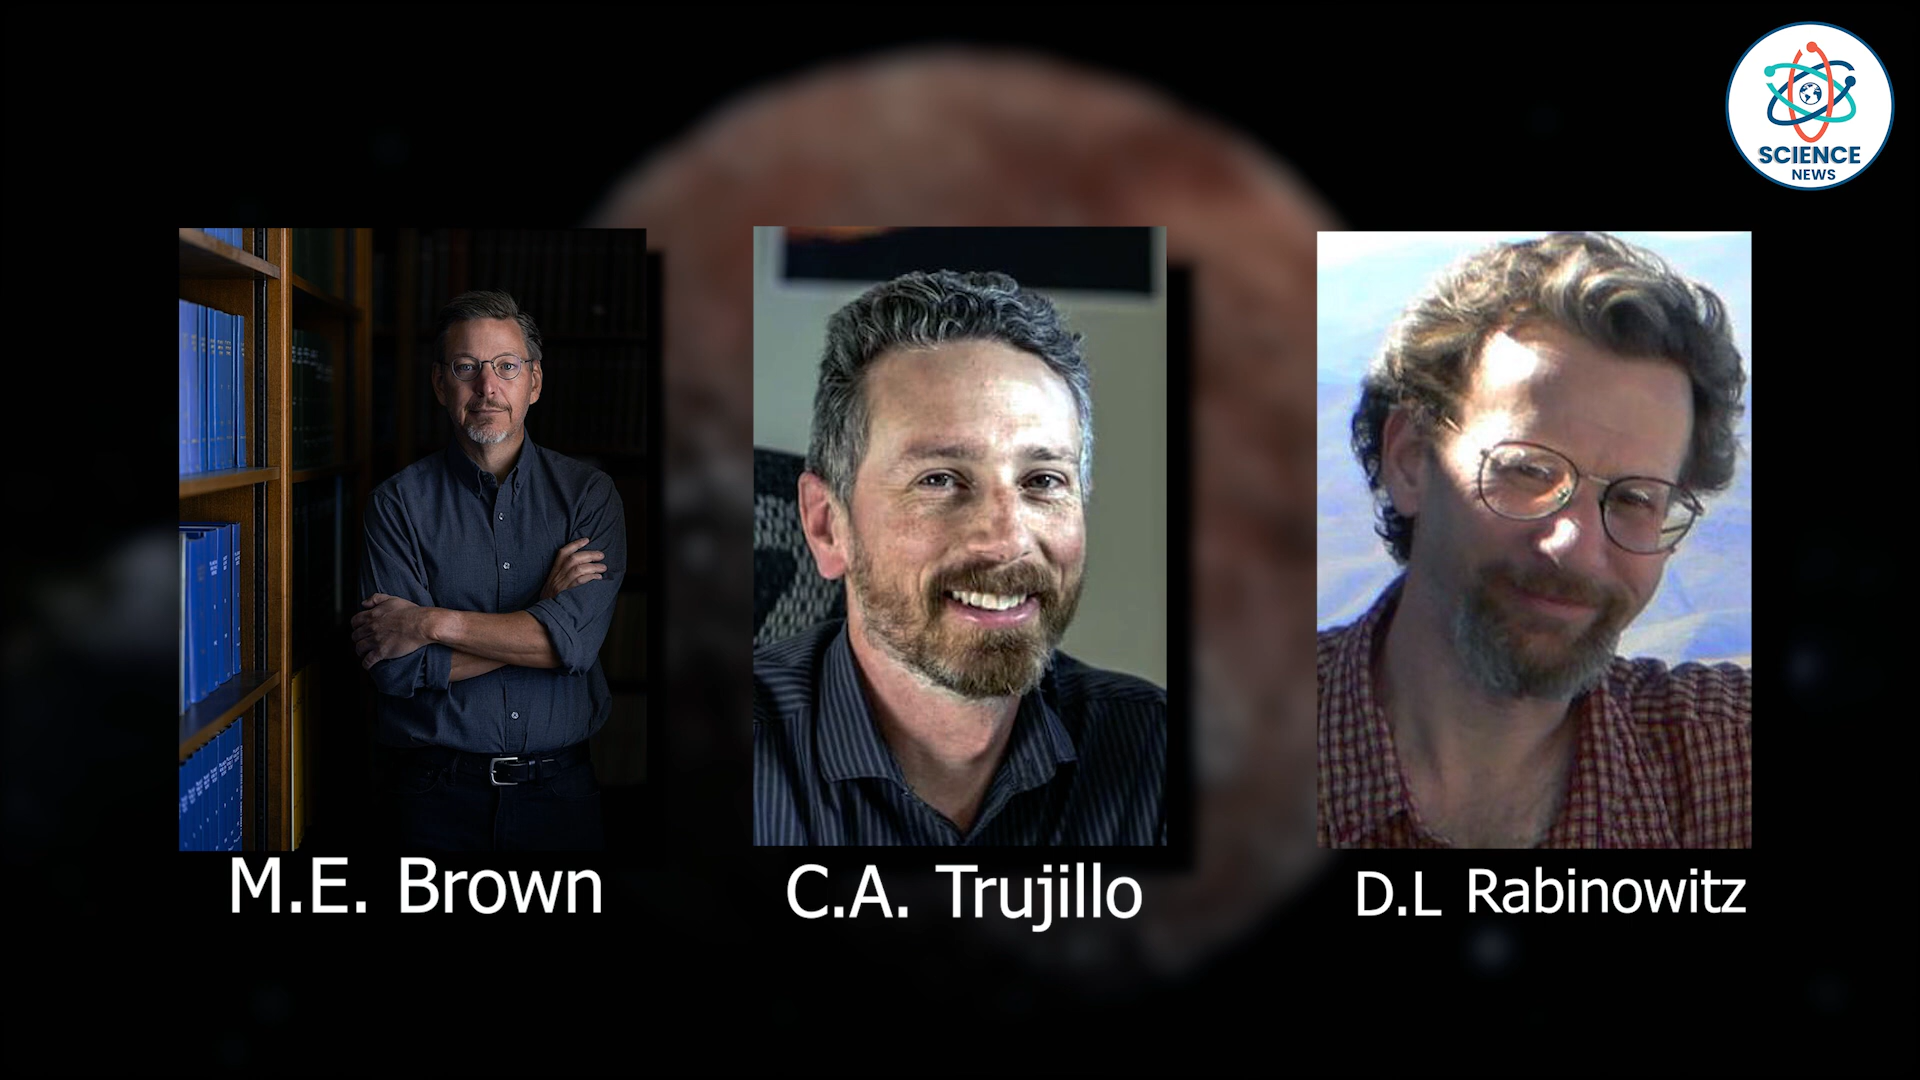 SCIENCE
NEWS
M.E. Brown
C.A. Trujillo
D.L Rabinowitz